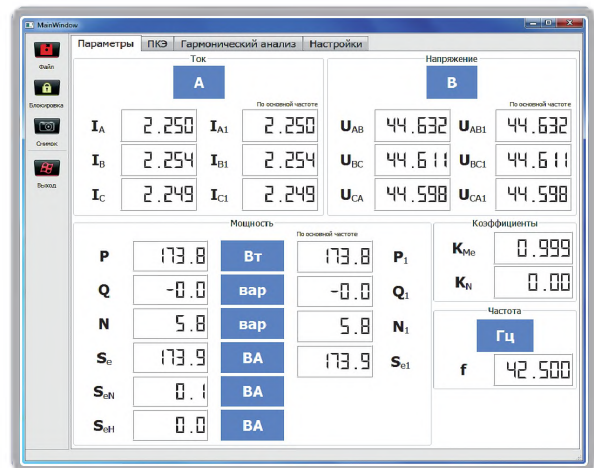 MainWindow
Файл
Блокировка
Снимок
Выход
Параметры ПКЭ Гармонический анализ Настройки
Ток
А
По основной частоте
IA 2.250 IA1 2.250
IB 2.254 IB1 2.254
IC 2.249 IC1 2.249
Напряжение
В
По основной частоте
UAB 44.632 UAB1 44.632
UBC 44.611 UBC1 44.611
UCA 44.598 UCA1 44.598
Мощность
По основной частоте
P 173.8 Вт 173.8 P1
Q -0.0 вар -0.0 Q1
N 5.8 вар 5.8 N1
Se 173.9 ВА 173.9 Se1
SeN 0.1 ВА
SeH 0.0 ВА
Коэффициенты
KMe 0.999
KN 0.00
Частота
Гц
f 42.500